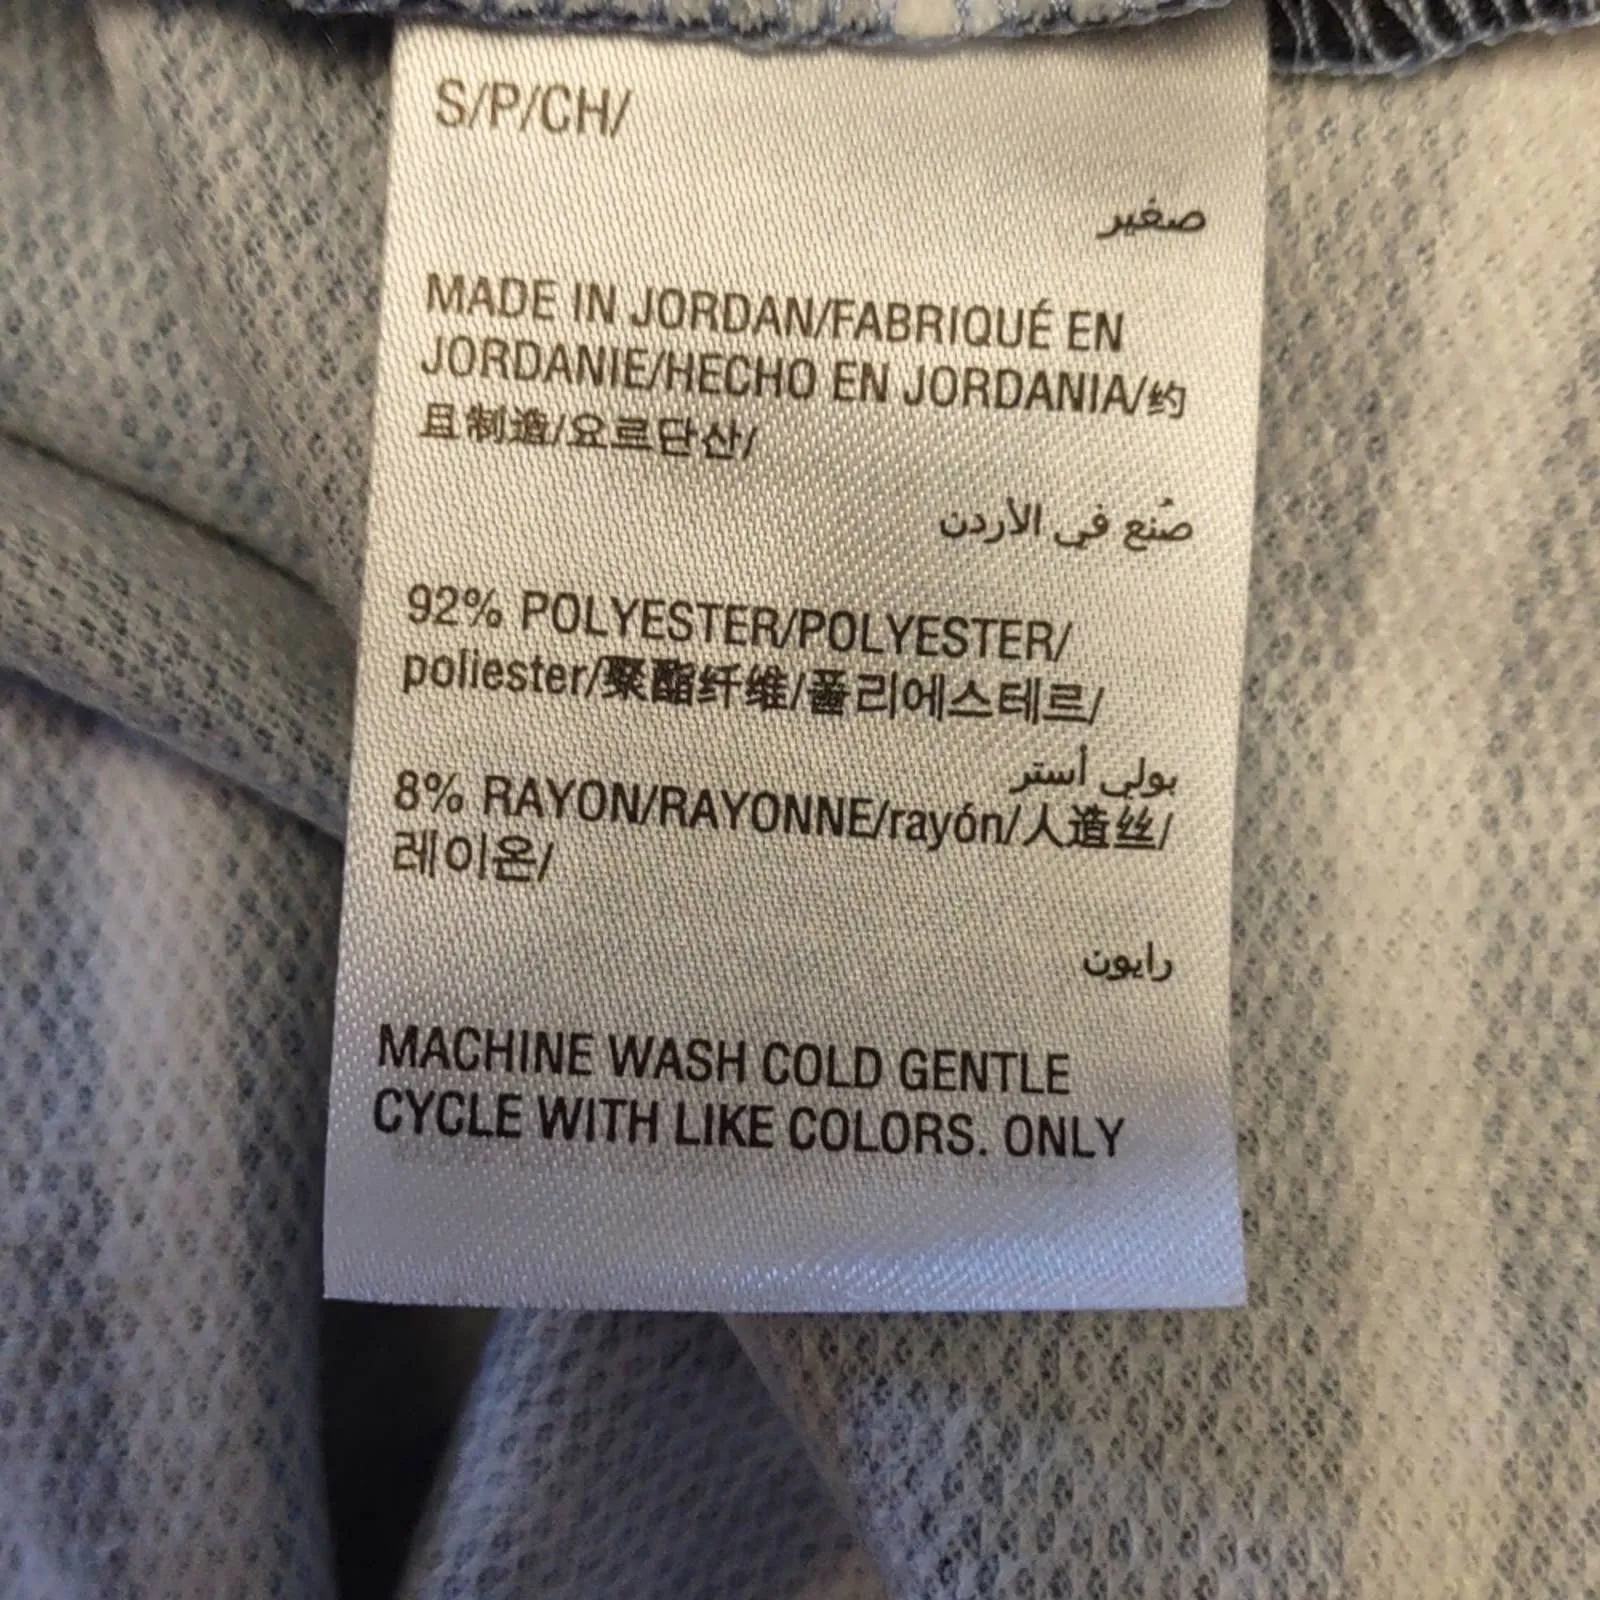 S/P/CH/
صغير
MADE IN JORDAN/FABRIQUÉ EN
JORDANIE/HECHO EN JORDANIA/约
且制造/요르단산/
صُنع في الأردن
92% POLYESTER/POLYESTER/
poliester/聚酯纤维/폴리에스테르/
بولي أستر
8% RAYON/RAYONNE/rayón/人造丝/
레이온/
رايون
MACHINE WASH COLD GENTLE
CYCLE WITH LIKE COLORS. ONLY